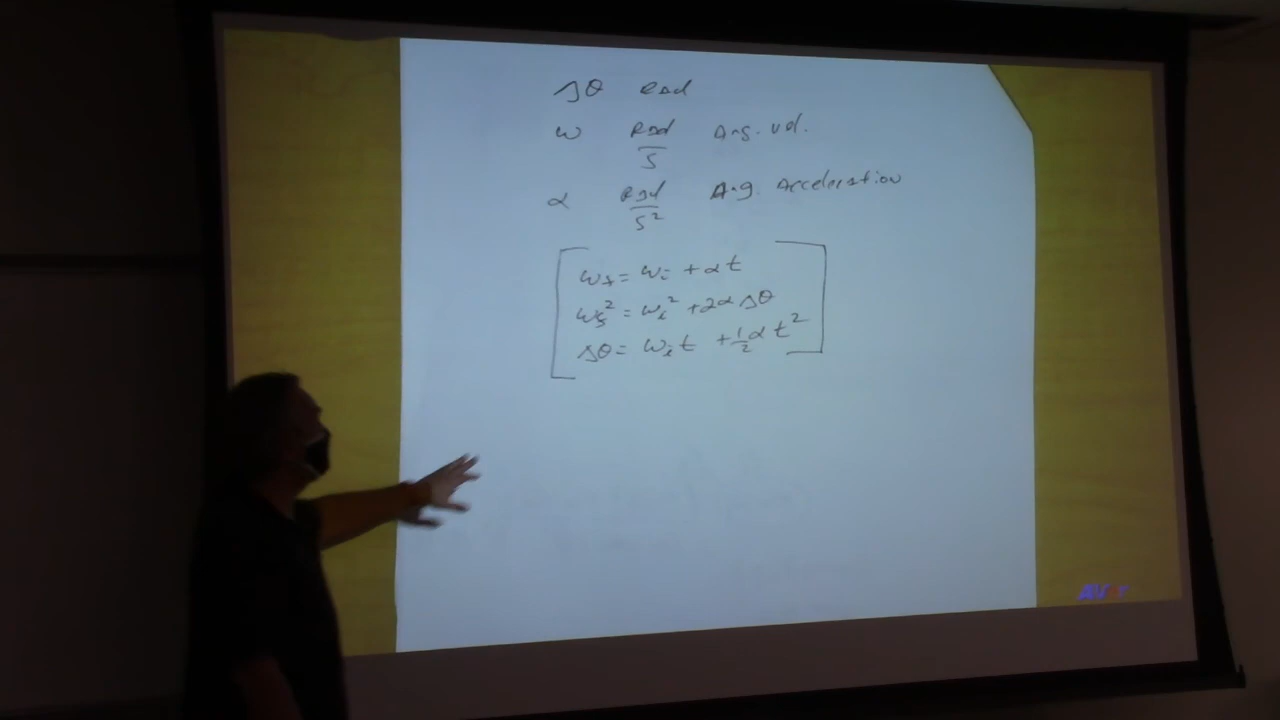 Δθ Rad
ω Rad/s Ang. vel.
α Rad/s² Ang. Acceleration
ωf = ωi + αt
ωf² = ωi² + 2αΔθ
Δθ = ωit + ½αt²